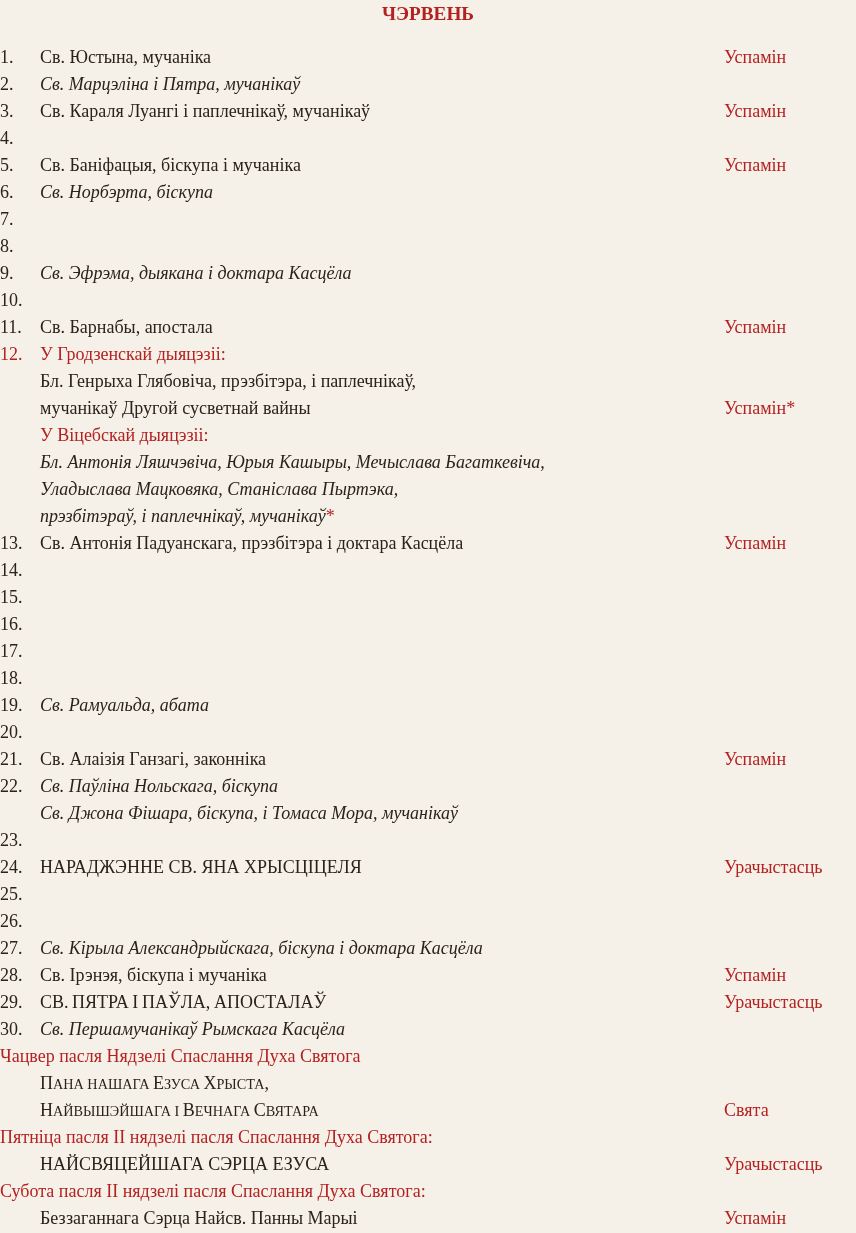 ЧЭРВЕНЬ
1. Св. Юстына, мучаніка Успамін
2. Св. Марцэліна і Пятра, мучанікаў
3. Св. Караля Луангі і паплечнікаў, мучанікаў Успамін
4.
5. Св. Баніфацыя, біскупа і мучаніка Успамін
6. Св. Норбэрта, біскупа
7.
8.
9. Св. Эфрэма, дыякана і доктара Касцёла
10.
11. Св. Барнабы, апостала Успамін
12. У Гродзенскай дыяцэзіі:
Бл. Генрыха Глябовіча, прэзбітэра, і паплечнікаў,
мучанікаў Другой сусветнай вайны Успамін*
У Віцебскай дыяцэзіі:
Бл. Антонія Ляшчэвіча, Юрыя Кашыры, Мечыслава Багаткевіча,
Уладыслава Мацковяка, Станіслава Пыртэка,
прэзбітэраў, і паплечнікаў, мучанікаў*
13. Св. Антонія Падуанскага, прэзбітэра і доктара Касцёла Успамін
14.
15.
16.
17.
18.
19. Св. Рамуальда, абата
20.
21. Св. Алаізія Ганзагі, законніка Успамін
22. Св. Паўліна Нольскага, біскупа
Св. Джона Фішара, біскупа, і Томаса Мора, мучанікаў
23.
24. НАРАДЖЭННЕ СВ. ЯНА ХРЫСЦІЦЕЛЯ Урачыстасць
25.
26.
27. Св. Кірыла Александрыйскага, біскупа і доктара Касцёла
28. Св. Ірэнэя, біскупа і мучаніка Успамін
29. СВ. ПЯТРА І ПАЎЛА, АПОСТАЛАЎ Урачыстасць
30. Св. Першамучанікаў Рымскага Касцёла
Чацвер пасля Нядзелі Спаслання Духа Святога
ПАНА НАШАГА ЕЗУСА ХРЫСТА,
НАЙВЫШЭЙШАГА І ВЕЧНАГА СВЯТАРА Свята
Пятніца пасля II нядзелі пасля Спаслання Духа Святога:
НАЙСВЯЦЕЙШАГА СЭРЦА ЕЗУСА Урачыстасць
Субота пасля II нядзелі пасля Спаслання Духа Святога:
Беззаганнага Сэрца Найсв. Панны Марыі Успамін